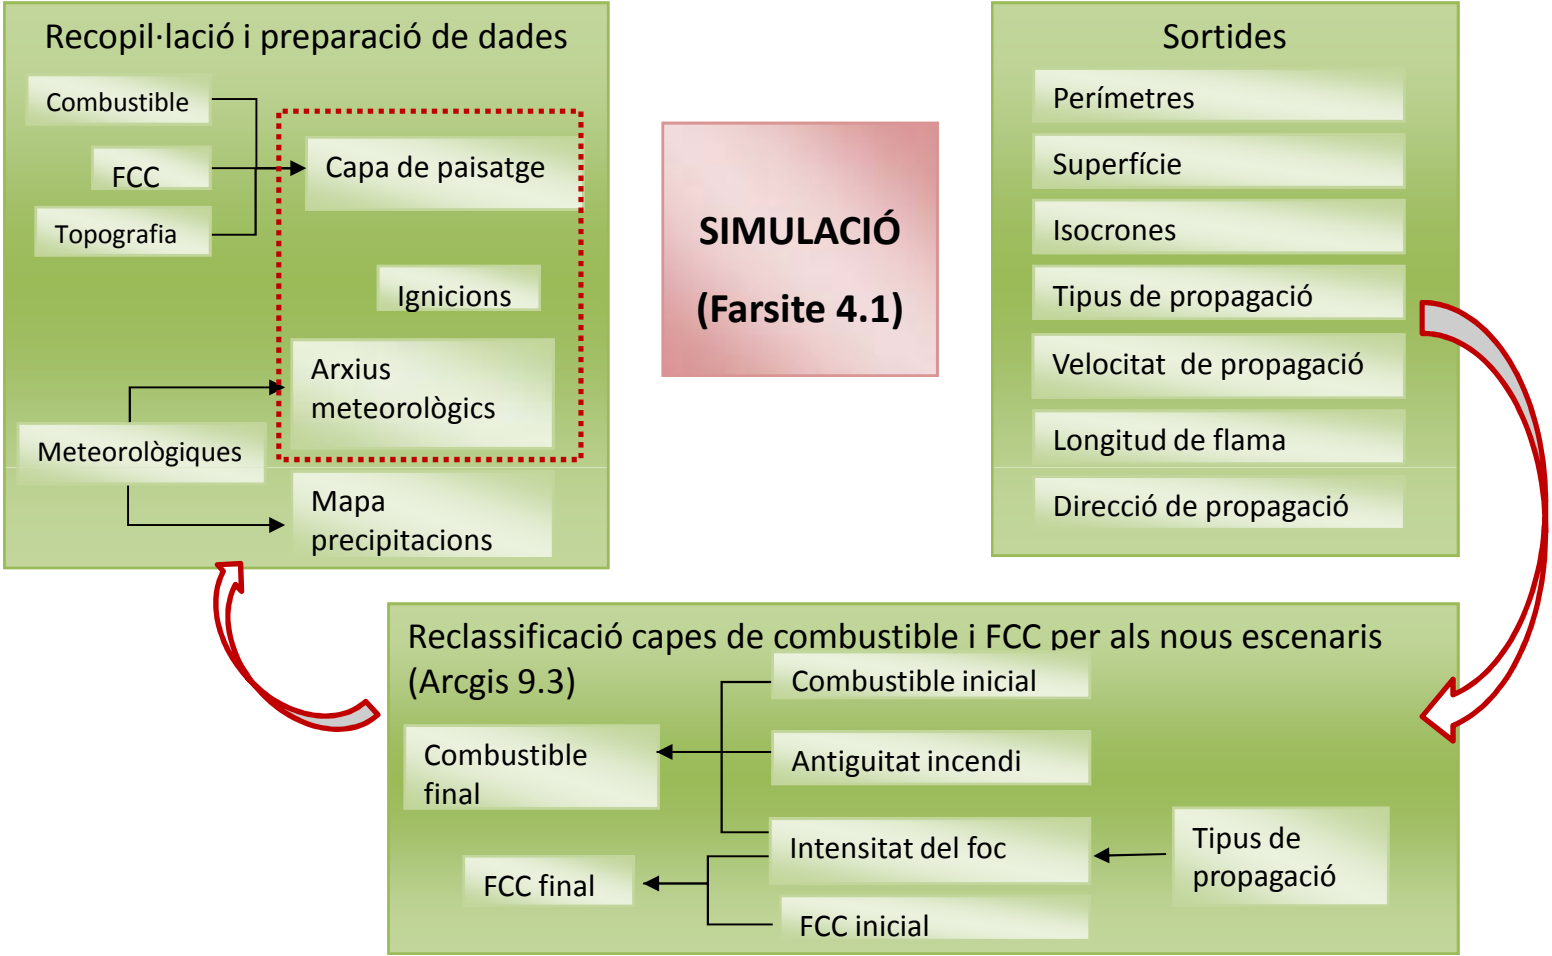 Recopil·lació i preparació de dades
Combustible
FCC
Topografia
Capa de paisatge
Ignicions
Arxius
meteorològics
Meteorològiques
Mapa
precipitacions
SIMULACIÓ
(Farsite 4.1)
Sortides
Perímetres
Superfície
Isocrones
Tipus de propagació
Velocitat de propagació
Longitud de flama
Direcció de propagació
Reclassificació capes de combustible i FCC per als nous escenaris
(Arcgis 9.3)
Combustible inicial
Combustible
final
Antiguitat incendi
Intensitat del foc
Tipus de
propagació
FCC final
FCC inicial